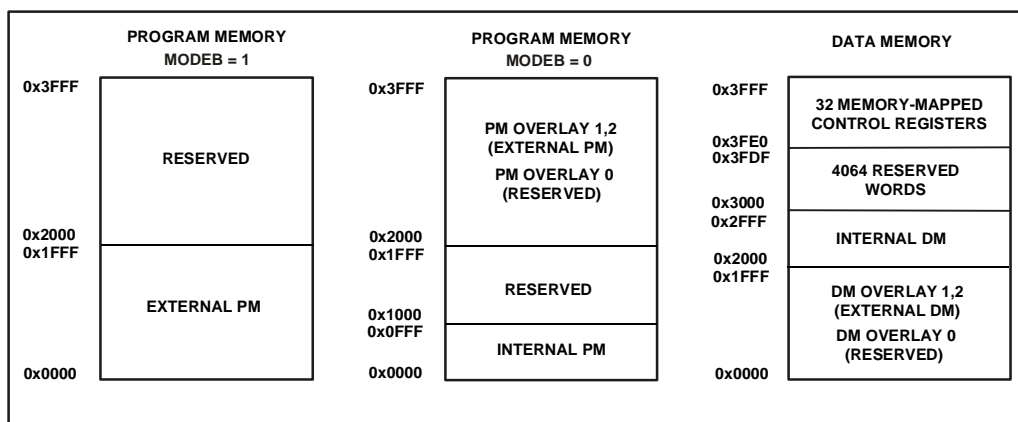 PROGRAM MEMORY
MODEB = 1
0x3FFF
RESERVED
0x2000
0x1FFF
EXTERNAL PM
0x0000
PROGRAM MEMORY
MODEB = 0
0x3FFF
PM OVERLAY 1,2
(EXTERNAL PM)
PM OVERLAY 0
(RESERVED)
0x2000
0x1FFF
RESERVED
0x1000
0x0FFF
INTERNAL PM
0x0000
DATA MEMORY
0x3FFF
32 MEMORY-MAPPED
CONTROL REGISTERS
0x3FE0
0x3FDF
4064 RESERVED
WORDS
0x3000
0x2FFF
INTERNAL DM
0x2000
0x1FFF
DM OVERLAY 1,2
(EXTERNAL DM)
DM OVERLAY 0
(RESERVED)
0x0000